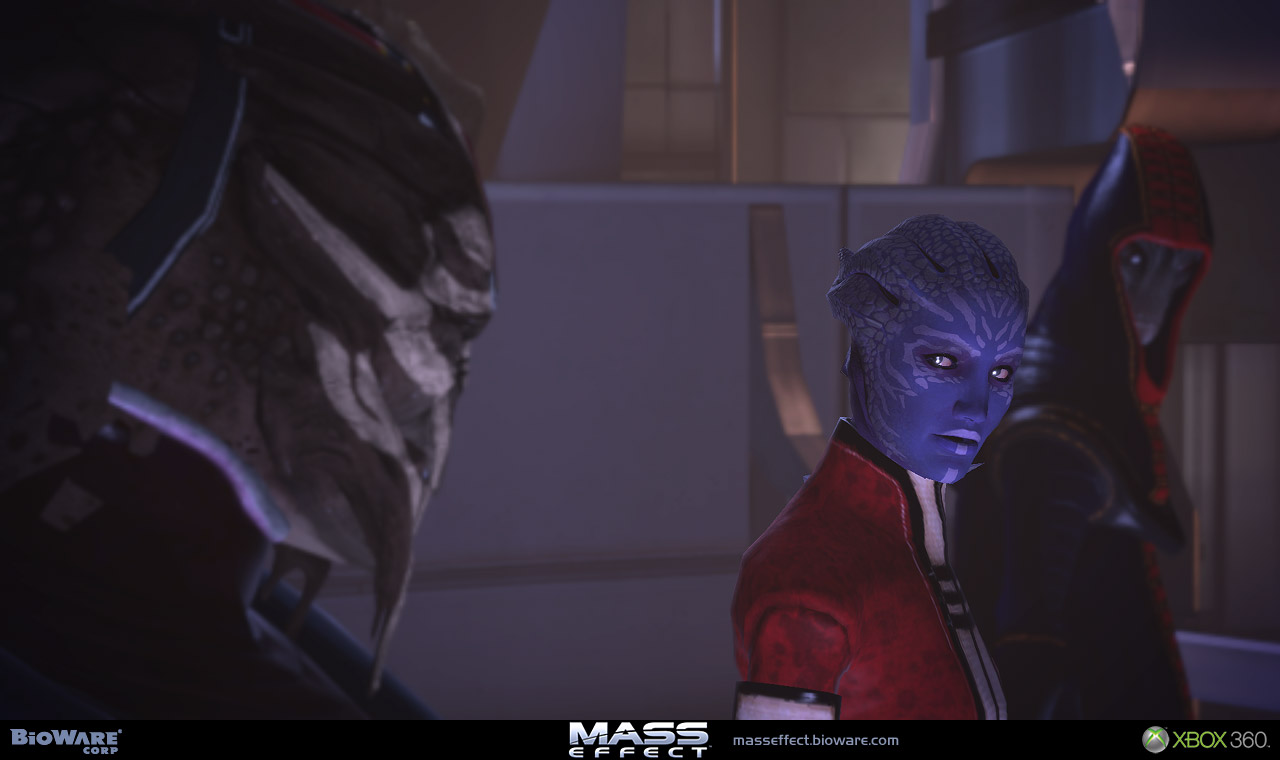 BIOWARE
CORP
MASS
EFFECT
masseffect.bioware.com
XBOX 360.